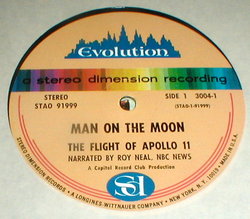 Evolution
a stereo dimension recording
STEREO
STAO 91999
SIDE 1 3004-1
(STAO-1-91999)
MAN ON THE MOON
THE FLIGHT OF APOLLO 11
NARRATED BY ROY NEAL, NBC NEWS
A Capitol Record Club Production
sd
STEREO DIMENSION RECORDS • A LONGINES-WITTNAUER COMPANY • NEW YORK, N.Y. 10019 • MADE IN U.S.A.